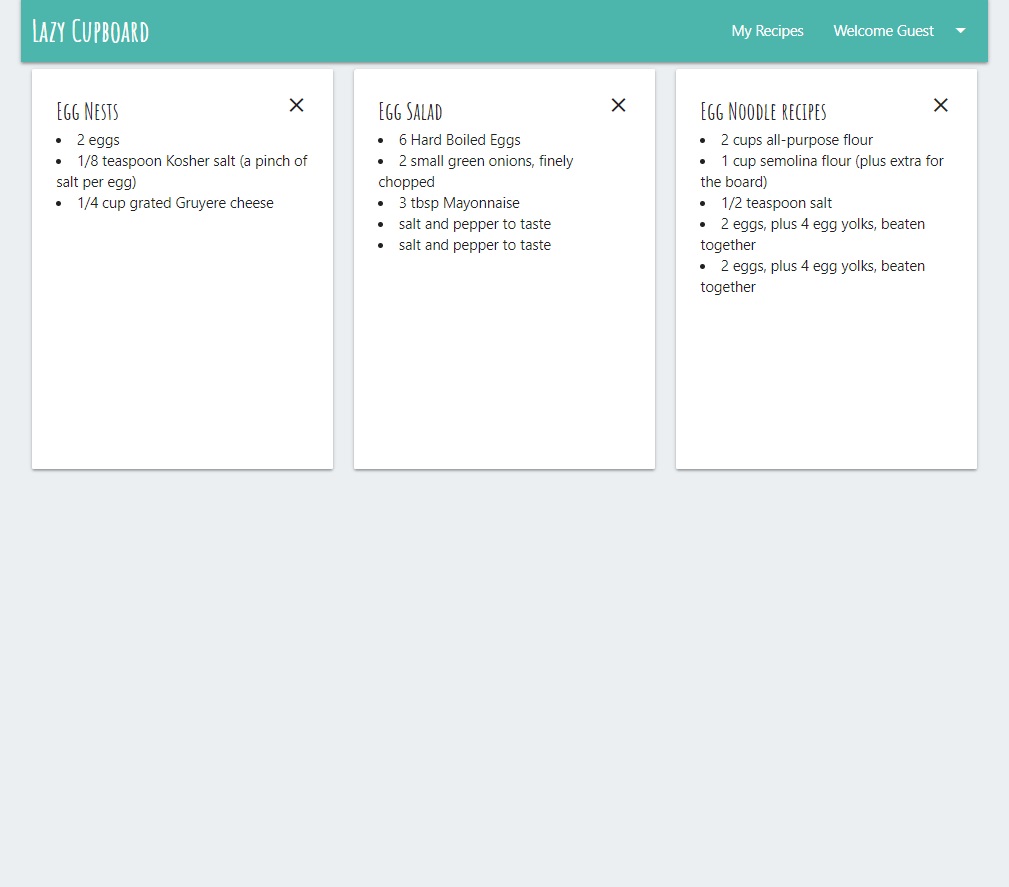 Lazy Cupboard
My Recipes
Welcome Guest
Egg Nests
2 eggs
1/8 teaspoon Kosher salt (a pinch of
salt per egg)
1/4 cup grated Gruyere cheese
Egg Salad
6 Hard Boiled Eggs
2 small green onions, finely
chopped
3 tbsp Mayonnaise
salt and pepper to taste
salt and pepper to taste
Egg Noodle recipes
2 cups all-purpose flour
1 cup semolina flour (plus extra for
the board)
1/2 teaspoon salt
2 eggs, plus 4 egg yolks, beaten
together
2 eggs, plus 4 egg yolks, beaten
together